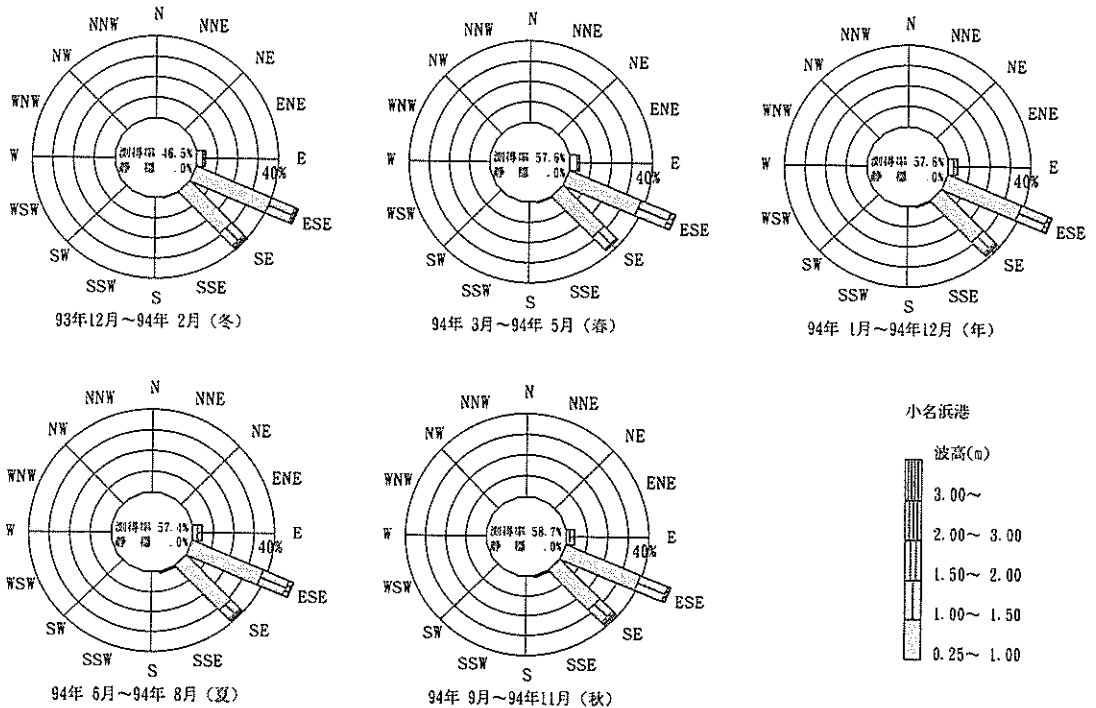 N
NNW NNE
NW NE
WNW ENE
測得率 46.5%
W E
静 穏 .0%
40%
WSW ESE
SW SE
SSW SSE
S
93年12月～94年 2月（冬）
N
NNW NNE
NW NE
WNW ENE
測得率 57.6%
W E
静 穏 .0%
40%
WSW ESE
SW SE
SSW SSE
S
94年 3月～94年 5月（春）
N
NNW NNE
NW NE
WNW ENE
測得率 57.6%
W E
静 穏 .0%
40%
WSW ESE
SW SE
SSW SSE
S
94年 1月～94年12月（年）
N
NNW NNE
NW NE
WNW ENE
測得率 57.4%
W E
静 穏 .0%
40%
WSW ESE
SW SE
SSW SSE
S
94年 6月～94年 8月（夏）
N
NNW NNE
NW NE
WNW ENE
測得率 58.7%
W E
静 穏 .0%
40%
WSW ESE
SW SE
SSW SSE
S
94年 9月～94年11月（秋）
小名浜港
波高(m)
3.00～
2.00～ 3.00
1.50～ 2.00
1.00～ 1.50
0.25～ 1.00